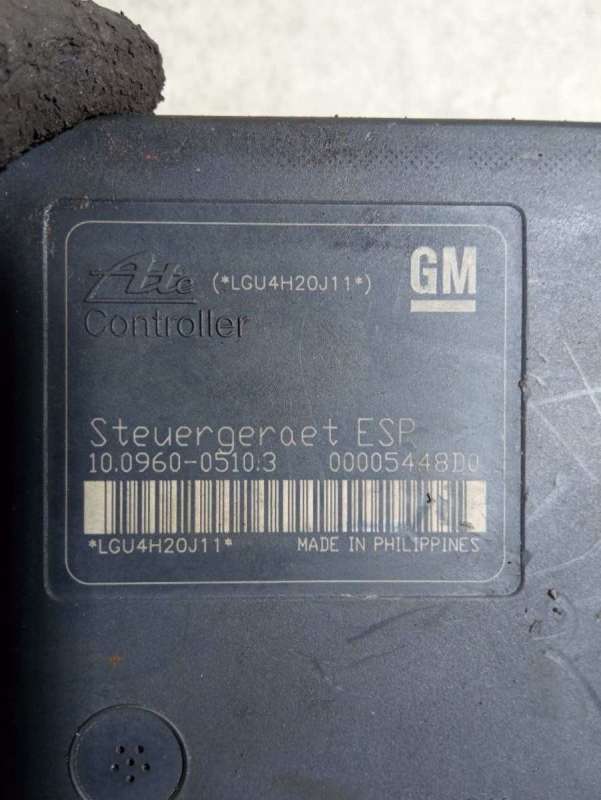 Ate (*LGU4H20J11*) GM
Controller
Steuergeraet ESP
10.0960-0510.3 00005448D0
*LGU4H20J11* MADE IN PHILIPPINES